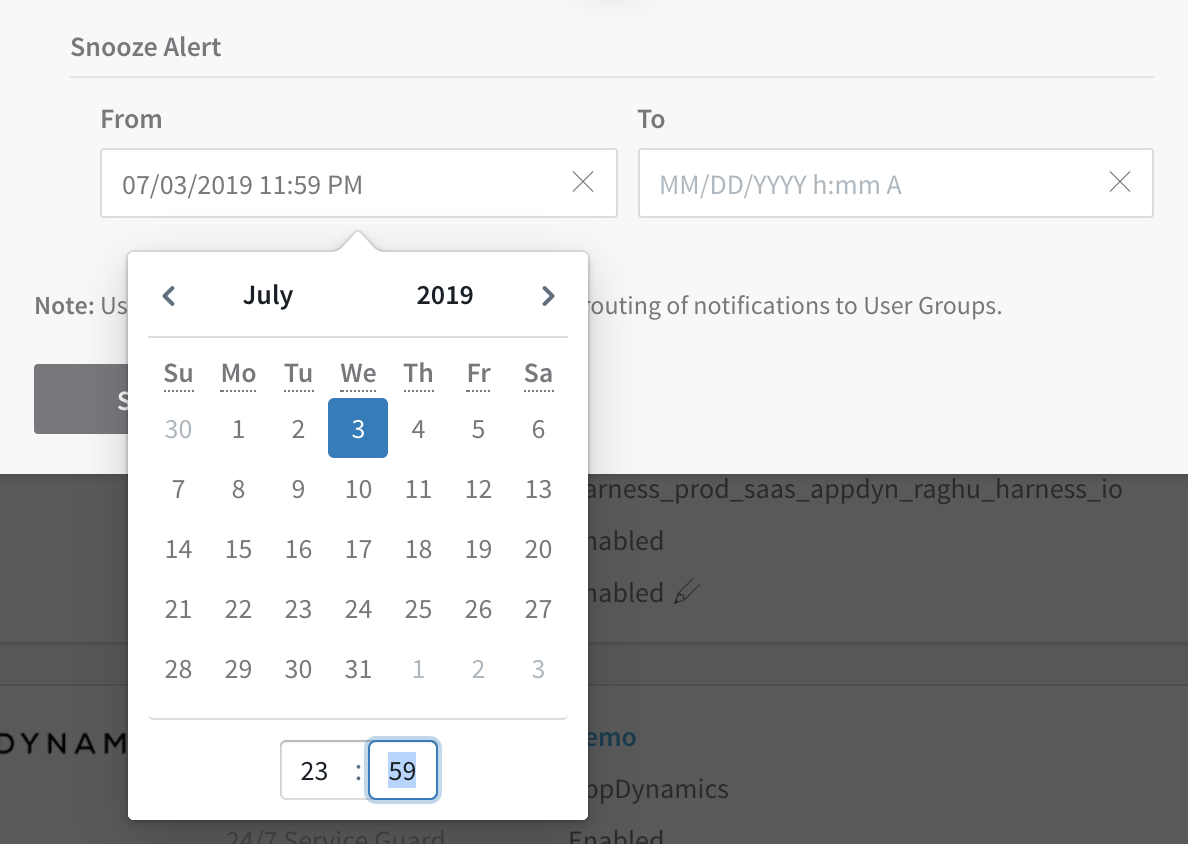 Snooze Alert
From To
07/03/2019 11:59 PM MM/DD/YYYY h:mm A
July 2019
Note: routing of notifications to User Groups.
Su Mo Tu We Th Fr Sa
30 1 2 3 4 5 6
7 8 9 10 11 12 13
arness_prod_saas_appdyn_raghu_harness_io
14 15 16 17 18 19 20
nabled
21 22 23 24 25 26 27
nabled
28 29 30 31 1 2 3
DYNAM emo
23 : 59
ppDynamics
24/7 Service Guard Enabled